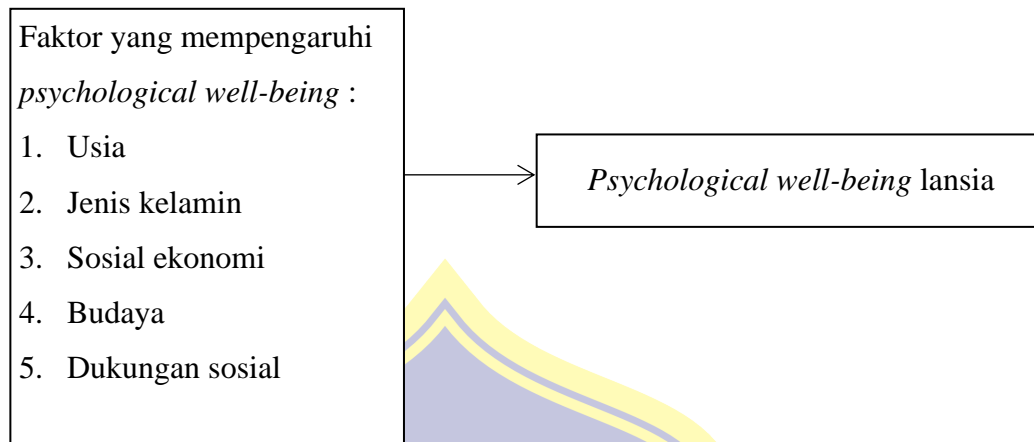 Faktor yang mempengaruhi
psychological well-being :
1. Usia
2. Jenis kelamin
3. Sosial ekonomi
4. Budaya
5. Dukungan sosial
Psychological well-being lansia